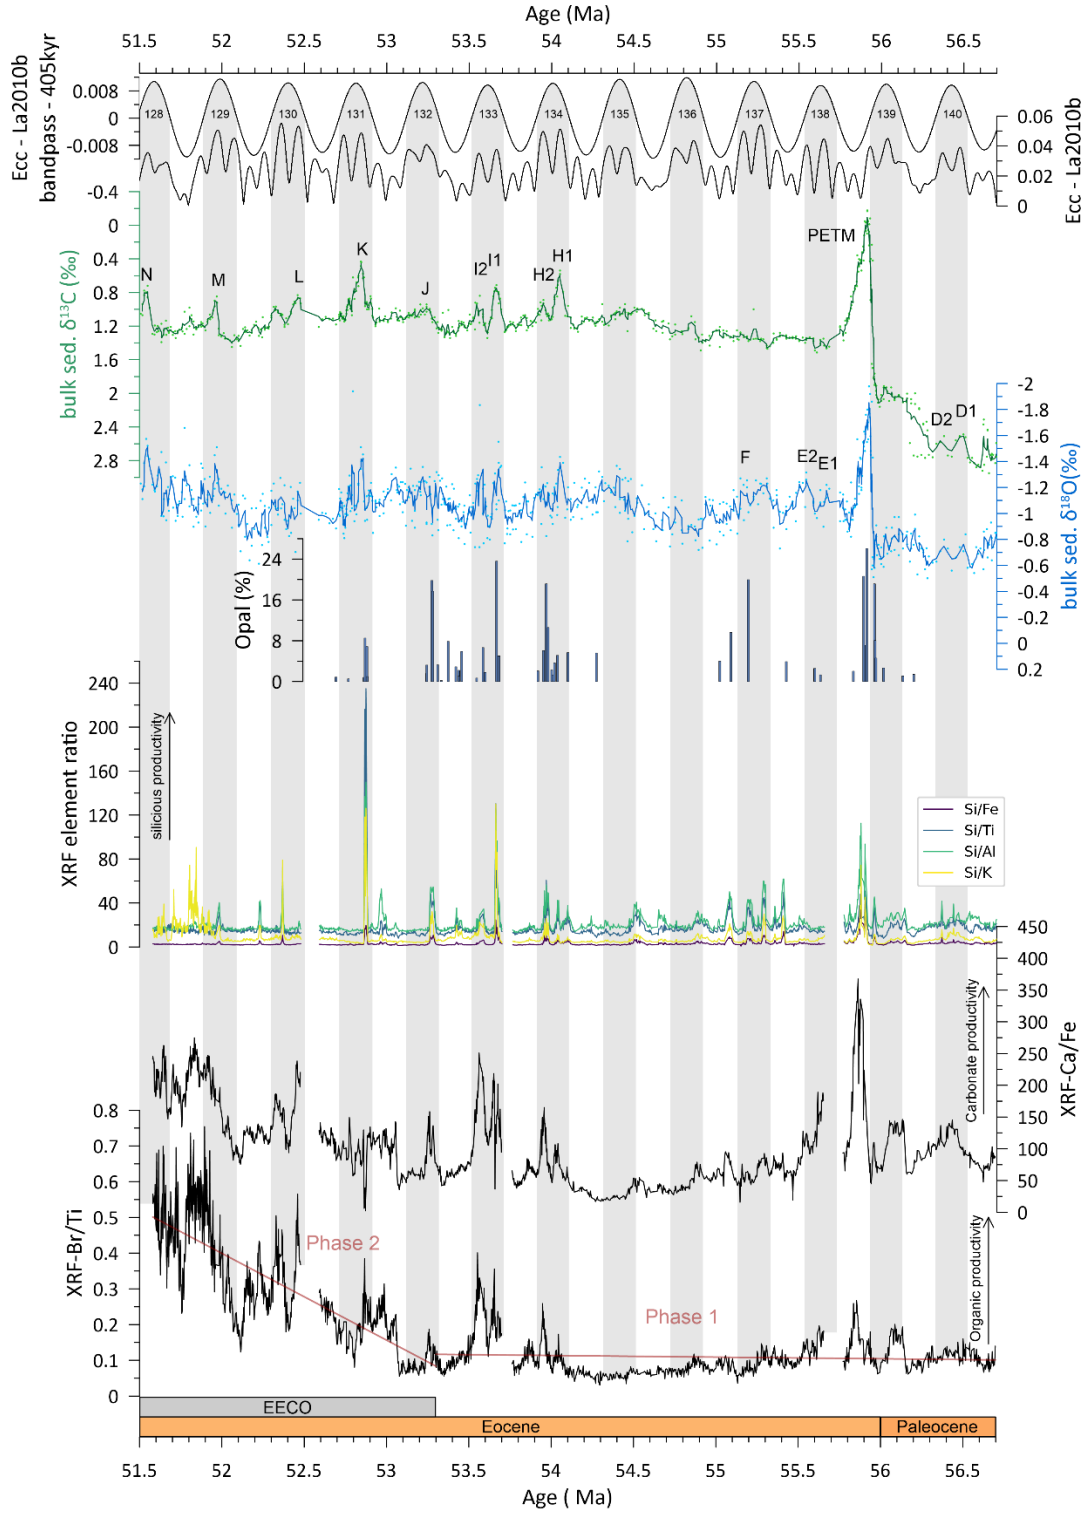 Age (Ma)
51.5 52 52.5 53 53.5 54 54.5 55 55.5 56 56.5
Ecc - La2010b
bandpass - 405kyr
0.008
0
-0.008
128 129 130 131 132 133 134 135 136 137 138 139 140
0.06
0.04
0.02
0
Ecc - La2010b
bulk sed. δ13C (‰)
-0.4
0
0.4
0.8
1.2
1.6
2
2.4
2.8
N M L K J I2 I1 H2 H1 PETM D2 D1
-2
-1.8
-1.6
-1.4
-1.2
-1
-0.8
-0.6
-0.4
-0.2
0
0.2
bulk sed. δ18O(‰)
F E2 E1
Opal (%)
24
16
8
0
XRF element ratio
240
200
160
120
80
40
0
silicious productivity
Si/Fe
Si/Ti
Si/Al
Si/K
450
400
350
300
250
200
150
100
50
0
XRF-Ca/Fe
Carbonate productivity
XRF-Br/Ti
0.8
0.7
0.6
0.5
0.4
0.3
0.2
0.1
0
Phase 2
Phase 1
Organic productivity
EECO
Eocene Paleocene
51.5 52 52.5 53 53.5 54 54.5 55 55.5 56 56.5
Age ( Ma)